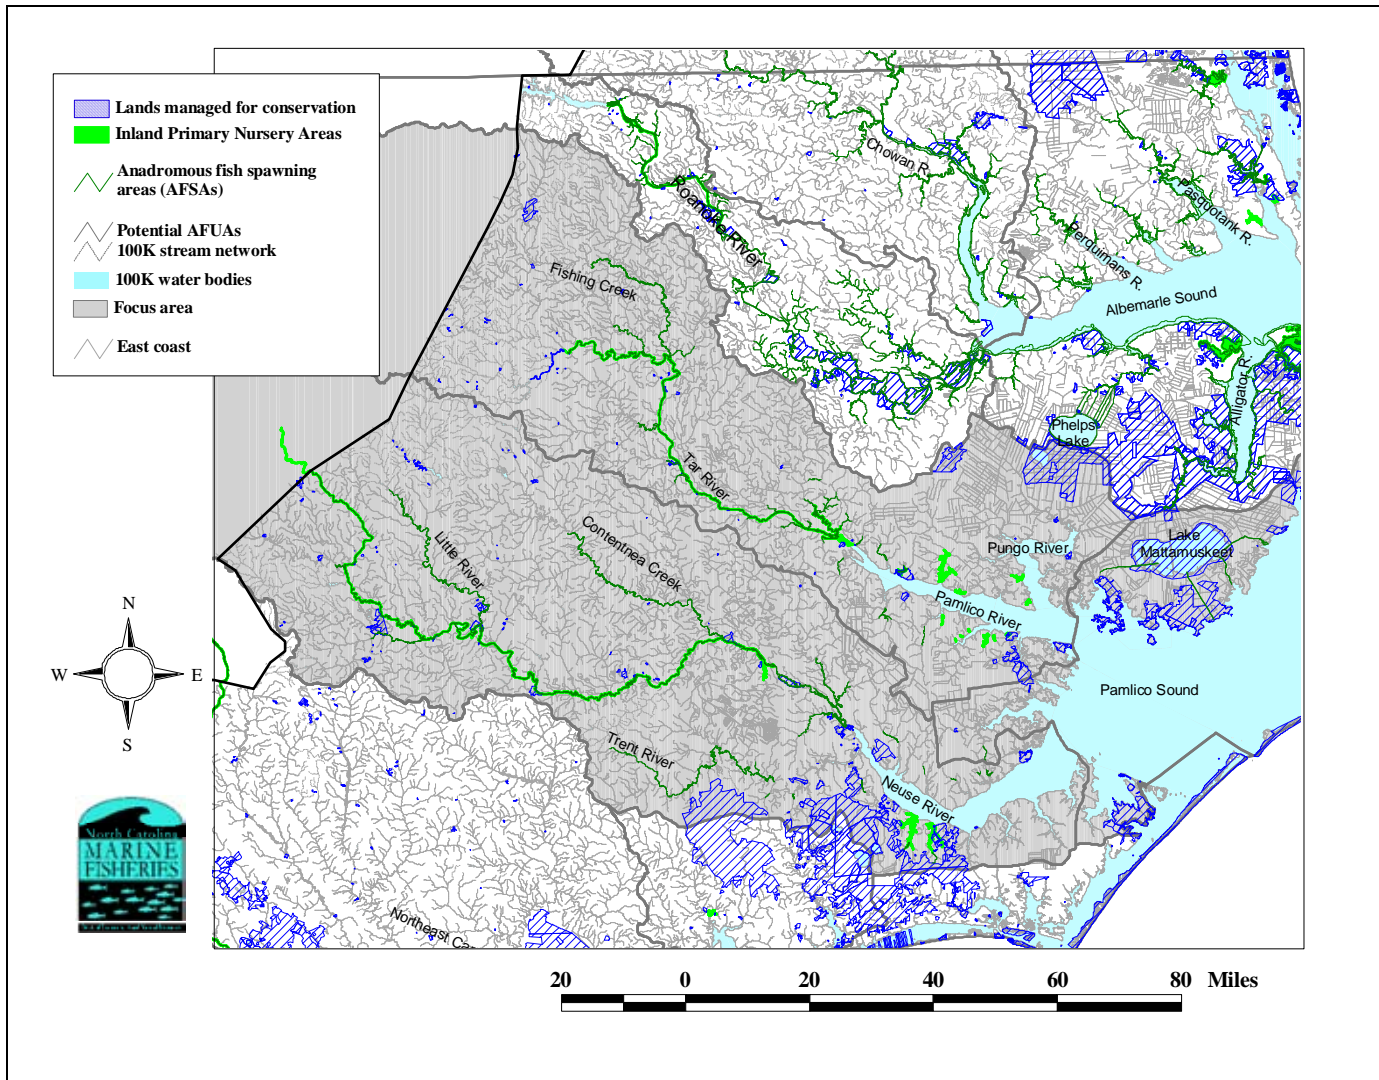 Lands managed for conservation
Inland Primary Nursery Areas
Anadromous fish spawning
areas (AFSAs)
Potential AFUAs
100K stream network
100K water bodies
Focus area
East coast
Chowan R.
Roanoke River
Pasquotank R.
Perquimans R.
Fishing Creek
Albemarle Sound
Alligator R.
Phelps
Lake
Tar River
Contentnea Creek
Little River
Pungo River
Lake
Mattamuskeet
Pamlico River
Pamlico Sound
Trent River
Neuse River
Northeast Ca
N
W
E
S
North Carolina
MARINE
FISHERIES
20 0 20 40 60 80 Miles